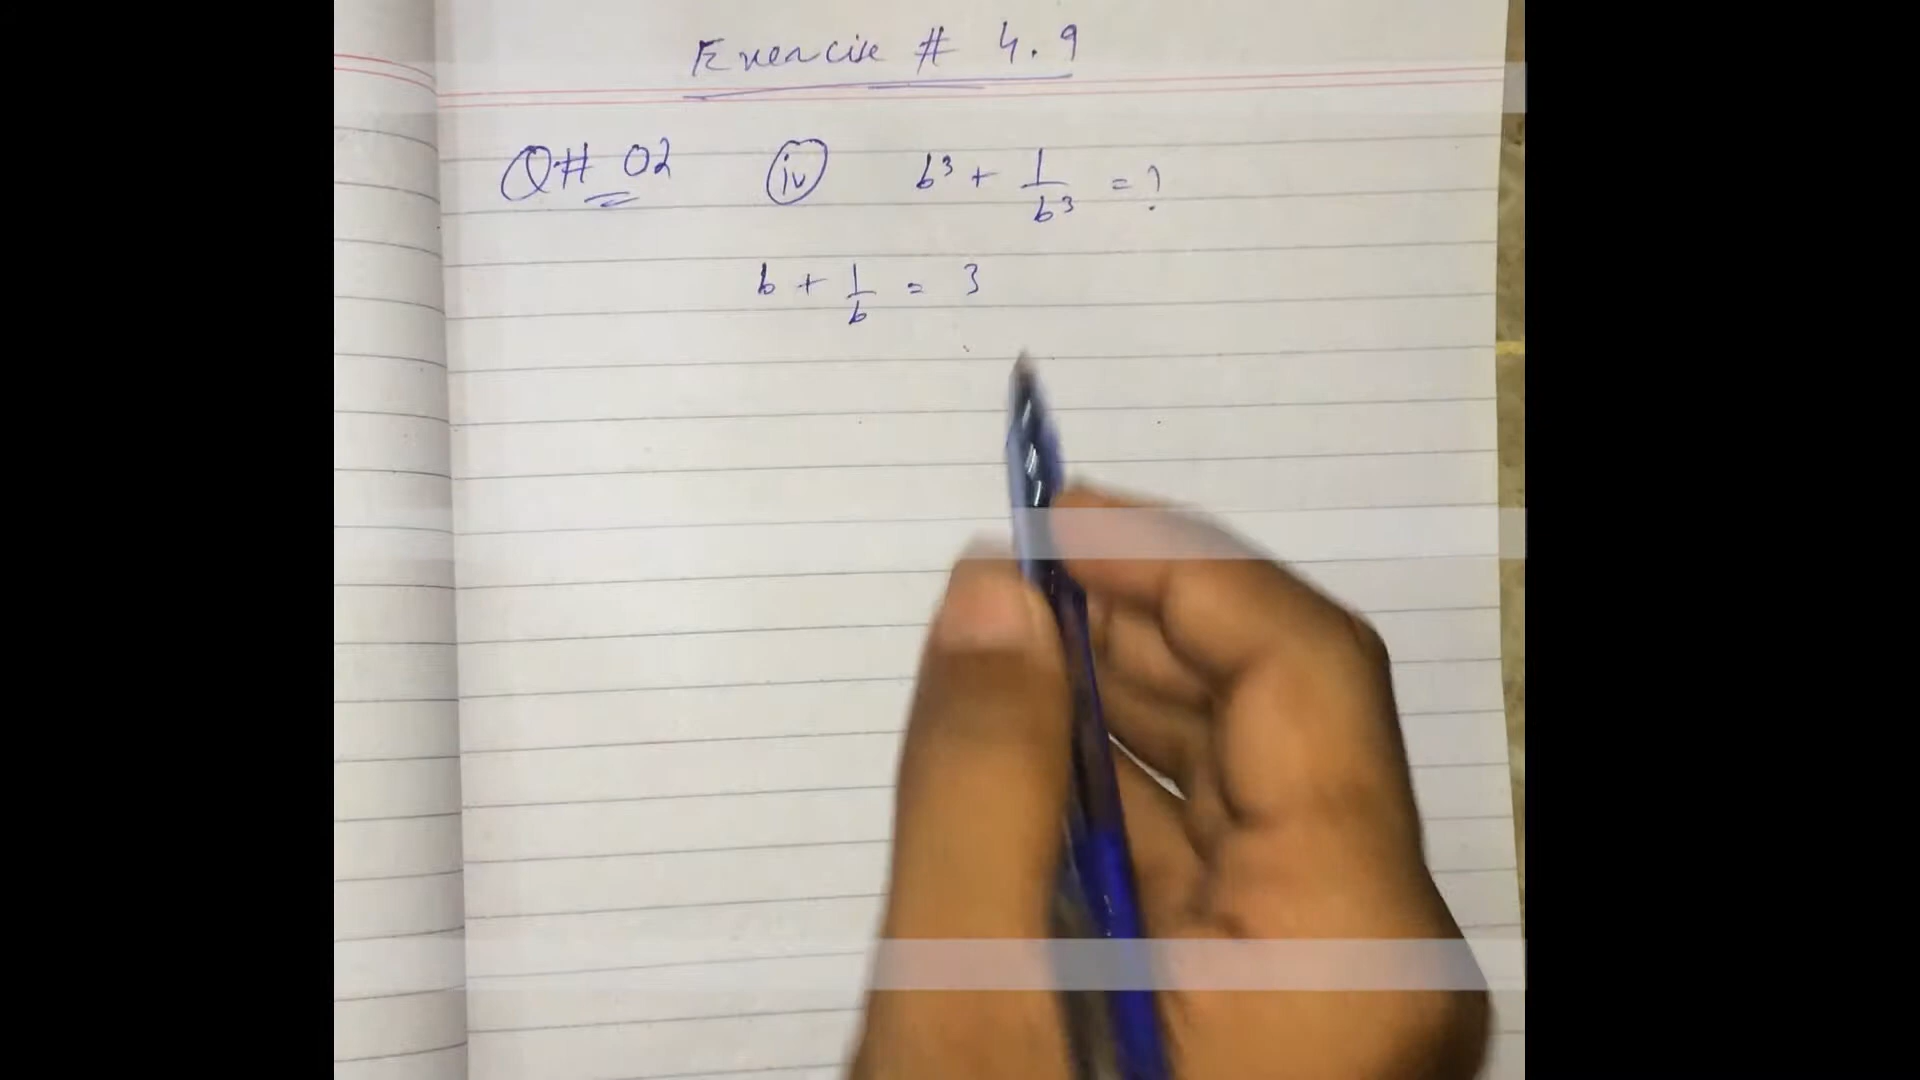 Exercise # 4.9
Q# 02 (iv) b³ + 1/b³ = ?
b + 1/b = 3